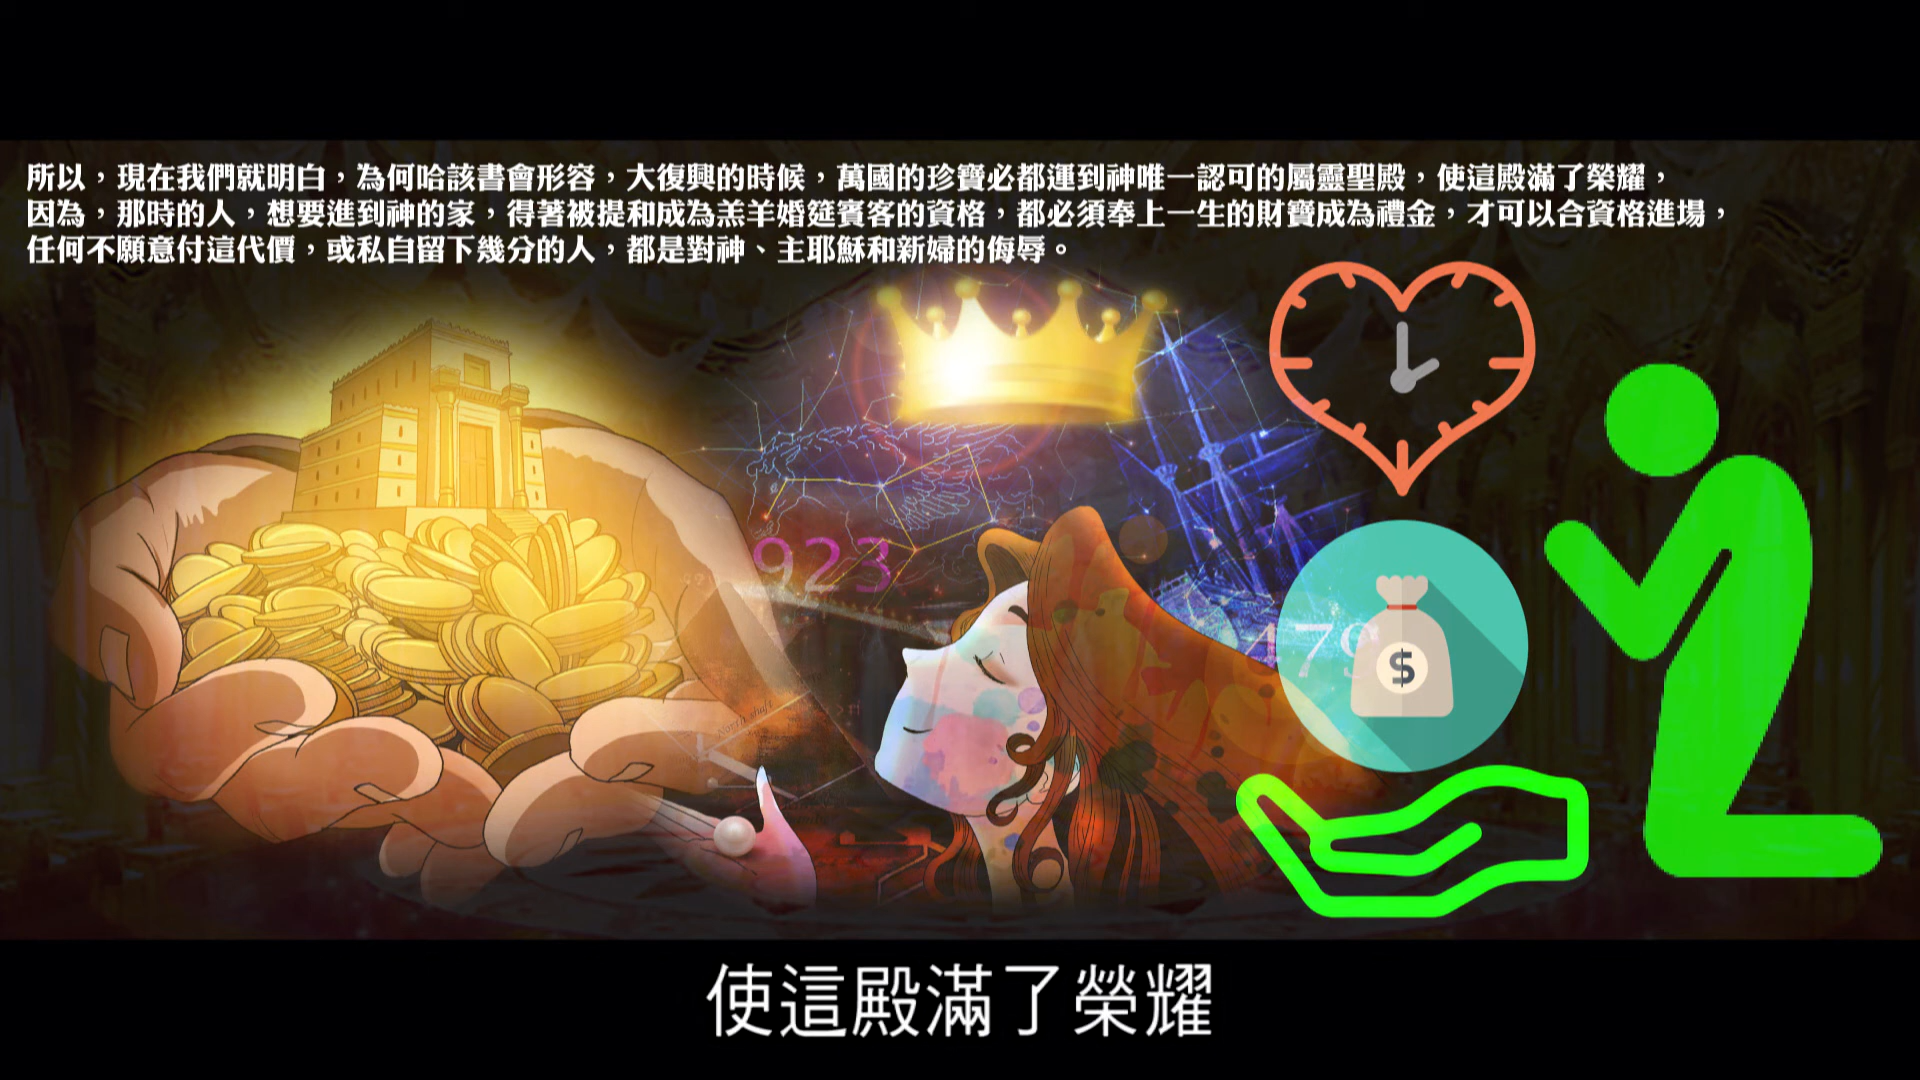 所以，現在我們就明白，為何哈該書會形容，大復興的時候，萬國的珍寶必都運到神唯一認可的屬靈聖殿，使這殿滿了榮耀，
因為，那時的人，想要進到神的家，得著被提和成為羔羊婚筵賓客的資格，都必須奉上一生的財寶成為禮金，才可以合資格進場，
任何不願意付這代價，或私自留下幾分的人，都是對神、主耶穌和新婦的侮辱。
923
479
$
North shift
使這殿滿了榮耀